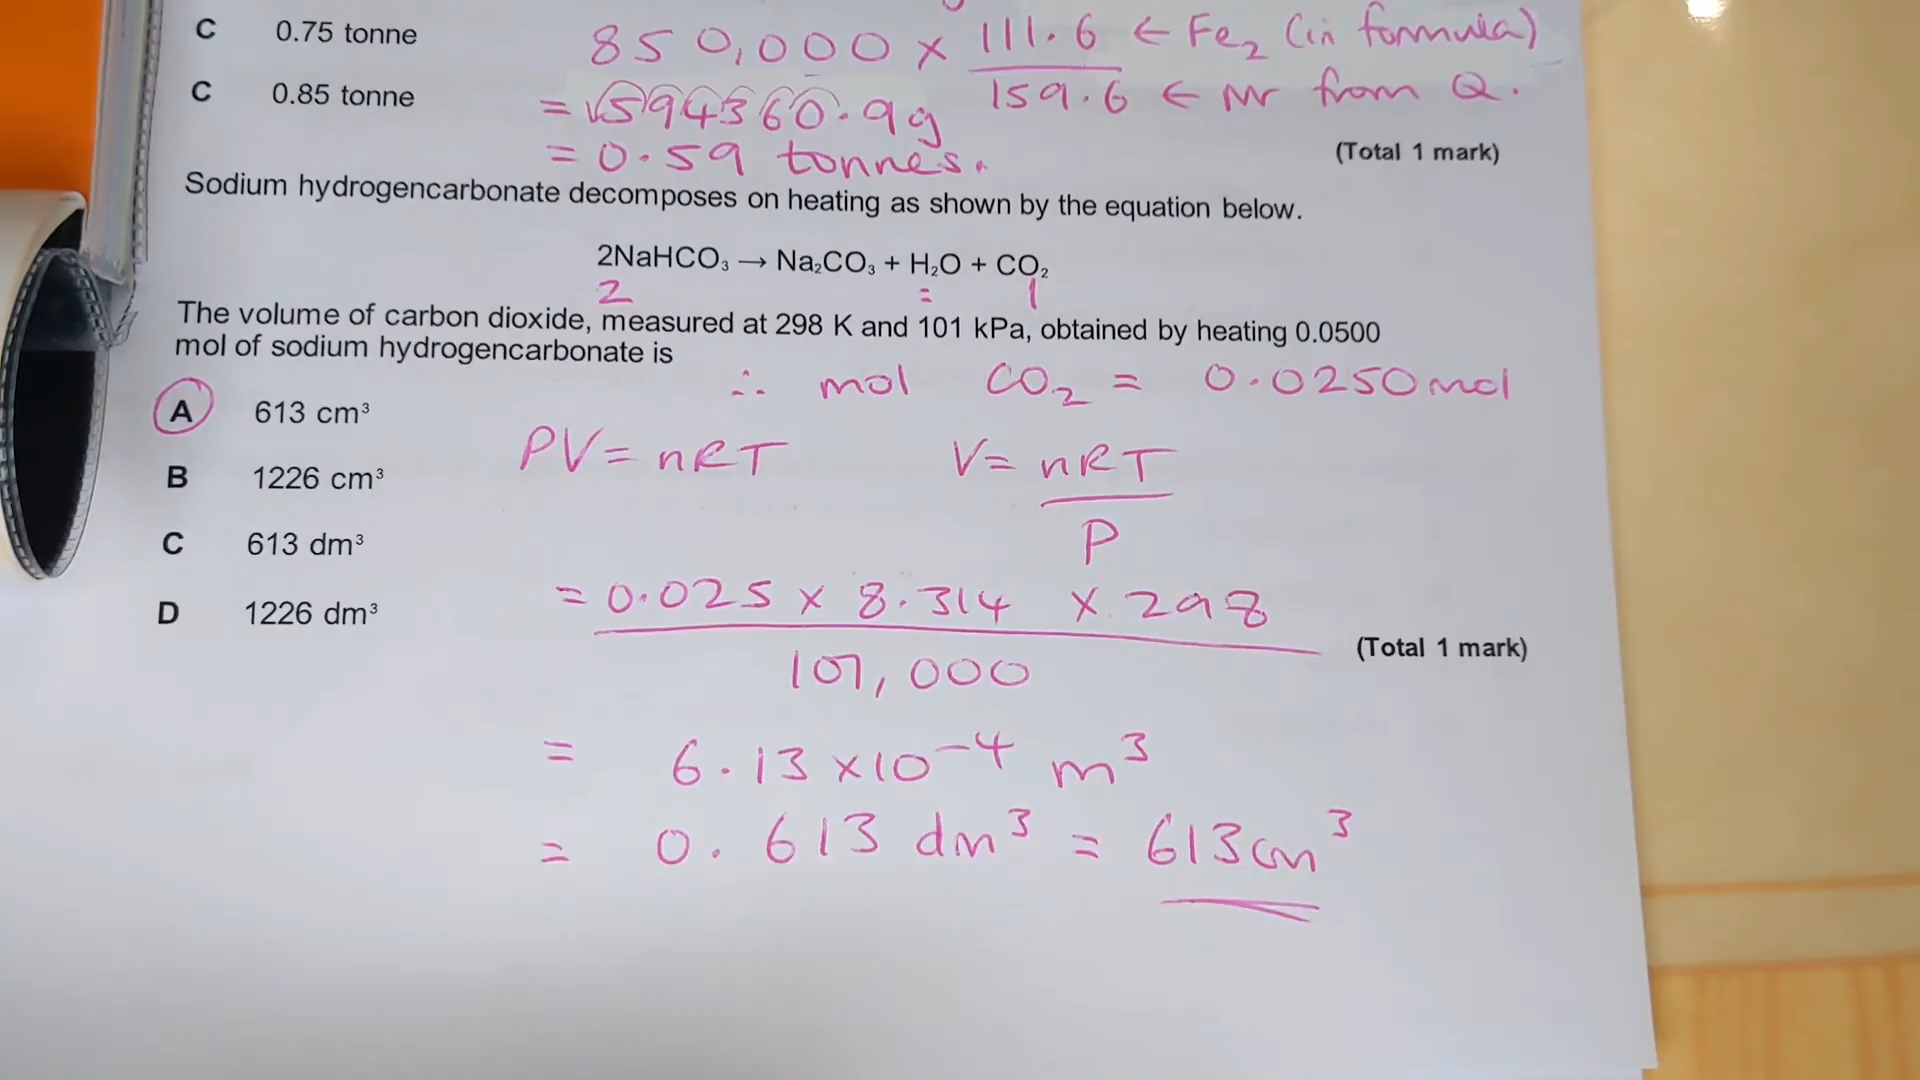 C 0.75 tonne
850,000 × 111.6 ← Fe₂ (in formula)
159.6 ← Mr from Q.
C 0.85 tonne
= 594360.9g
= 0.59 tonnes.
(Total 1 mark)
Sodium hydrogencarbonate decomposes on heating as shown by the equation below.
2NaHCO₃ → Na₂CO₃ + H₂O + CO₂
2 = 1
The volume of carbon dioxide, measured at 298 K and 101 kPa, obtained by heating 0.0500
mol of sodium hydrogencarbonate is
∴ mol CO₂ = 0.0250 mol
A 613 cm³
PV = nRT V = nRT
P
B 1226 cm³
C 613 dm³
= 0.025 × 8.314 × 298
101,000
D 1226 dm³
(Total 1 mark)
= 6.13 × 10⁻⁴ m³
= 0.613 dm³ = 613cm³